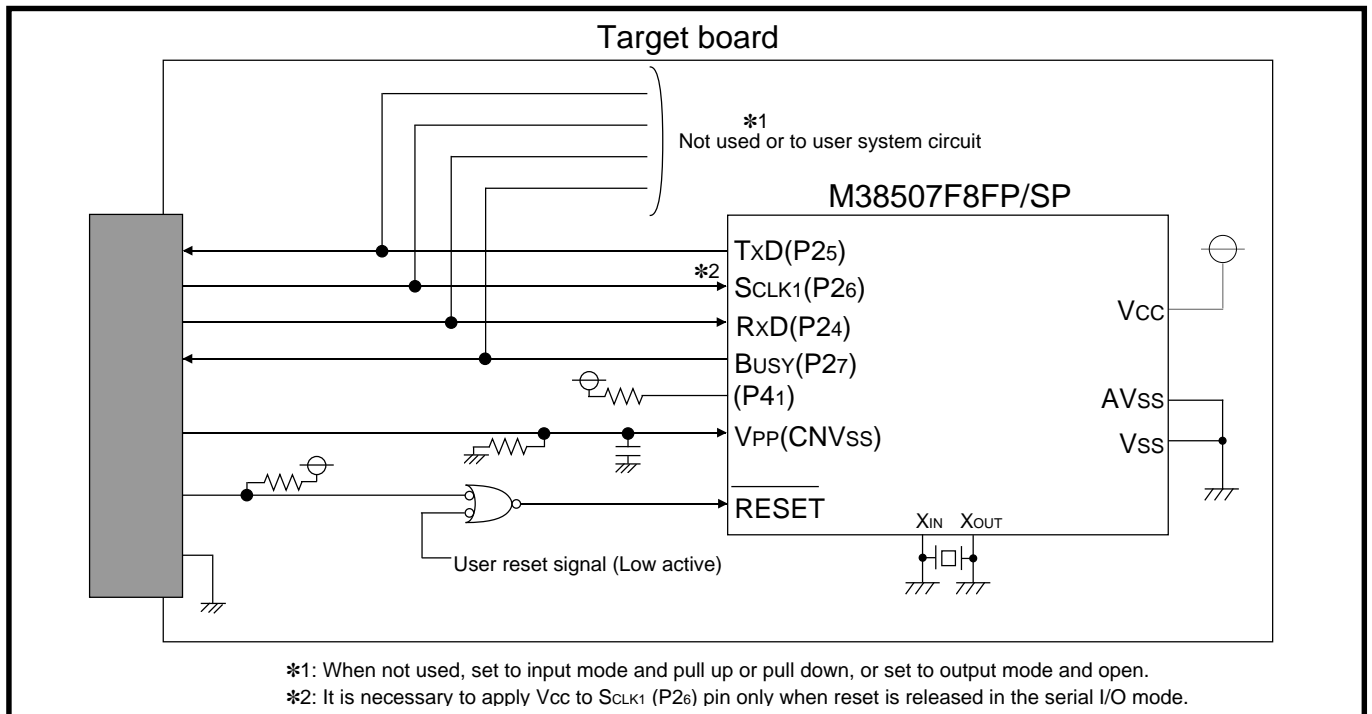 Target board
✽1
Not used or to user system circuit
M38507F8FP/SP
TxD(P25)
✽2
SCLK1(P26)
RxD(P24)
BUSY(P27)
(P41)
VPP(CNVSS)
RESET
VCC
AVSS
VSS
XIN XOUT
User reset signal (Low active)
✽1: When not used, set to input mode and pull up or pull down, or set to output mode and open.
✽2: It is necessary to apply Vcc to SCLK1 (P26) pin only when reset is released in the serial I/O mode.